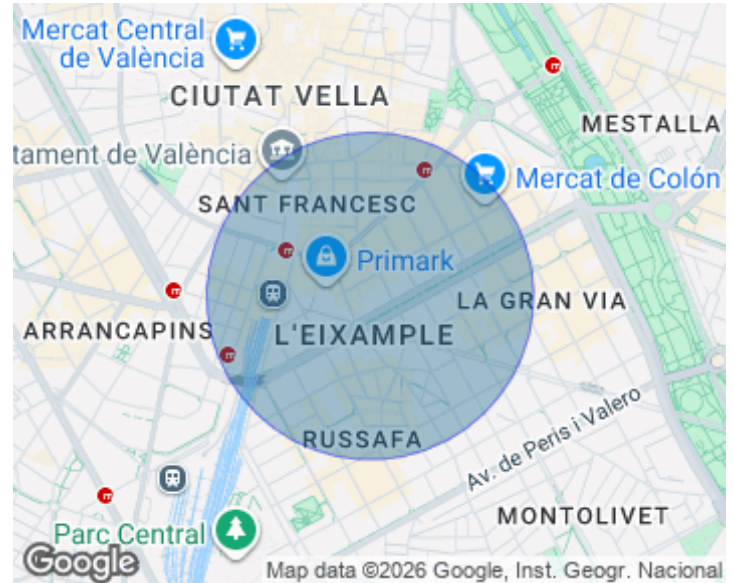 Mercat Central
de València
CIUTAT VELLA
MESTALLA
tament de València
Mercat de Colón
SANT FRANCESC
Primark
LA GRAN VIA
ARRANCAPINS
L'EIXAMPLE
RUSSAFA
Av. de Peris i Valero
MONTOLIVET
Parc Central
Google
Map data ©2026 Google, Inst. Geogr. Nacional